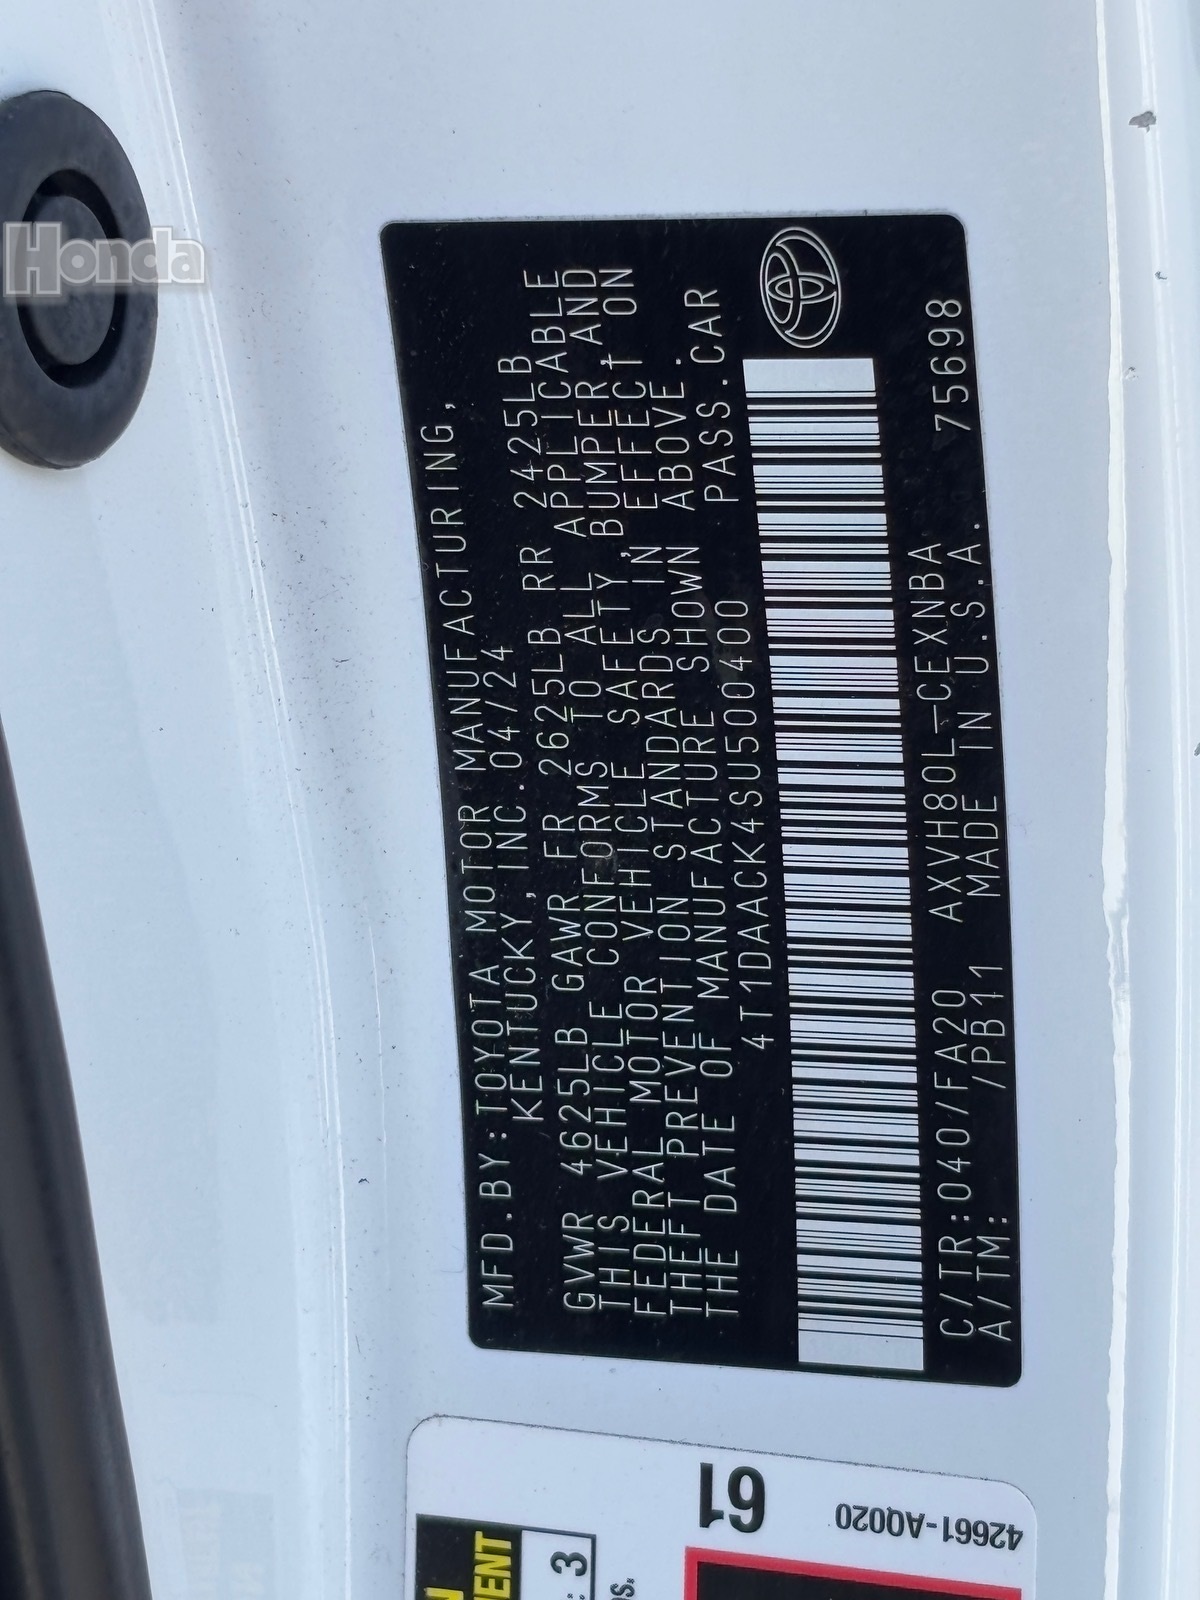 Honda
MFD.BY:TOYOTA MOTOR MANUFACTURING,
KENTUCKY, INC.04/24
GVWR 4625LB GAWR FR 2625LB RR 2425LB
THIS VEHICLE CONFORMS TO ALL APPLICABLE
FEDERAL MOTOR VEHICLE SAFETY, BUMPER, AND
THEFT PREVENTION STANDARDS IN EFFECT ON
THE DATE OF MANUFACTURE SHOWN ABOVE.
4T1DAACK4SU500400 PASS.CAR
C/TR:040/FA20 AXVH80L-CEXNBA 75698
A/TM: /PB11 MADE IN U.S.A.
61
42661-AQ020
3